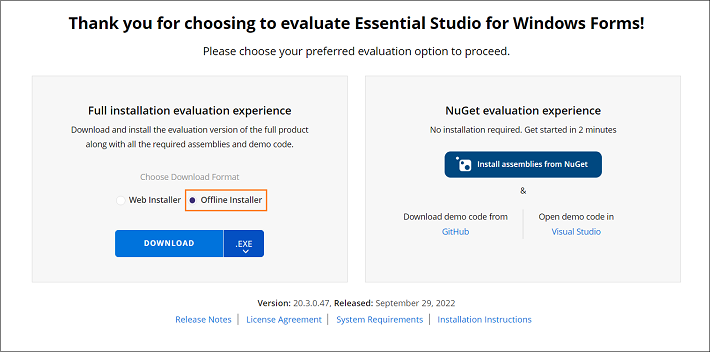 Thank you for choosing to evaluate Essential Studio for Windows Forms!
Please choose your preferred evaluation option to proceed.
Full installation evaluation experience
Download and install the evaluation version of the full product
along with all the required assemblies and demo code.
Choose Download Format
Web Installer
Offline Installer
DOWNLOAD
.EXE
NuGet evaluation experience
No installation required. Get started in 2 minutes
Install assemblies from NuGet
&
Download demo code from
GitHub
Open demo code in
Visual Studio
Version: 20.3.0.47, Released: September 29, 2022
Release Notes | License Agreement | System Requirements | Installation Instructions